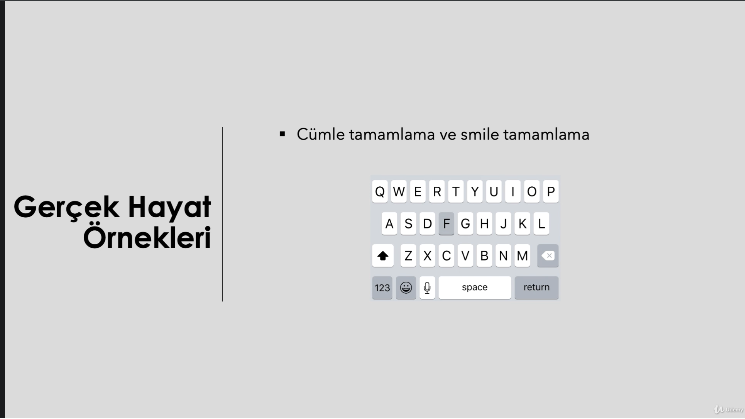 Gerçek Hayat
Örnekleri
▪ Cümle tamamlama ve smile tamamlama
Q W E R T Y U I O P
A S D F G H J K L
Z X C V B N M
123 space return